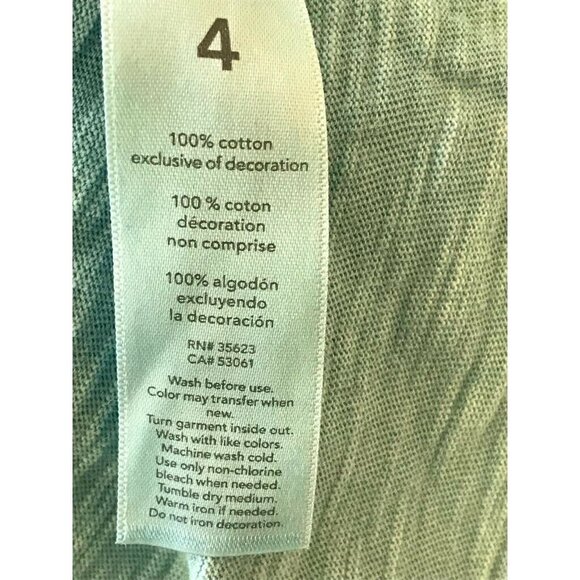 4
100% cotton
exclusive of decoration
100 % coton
décoration
non comprise
100% algodón
excluyendo
la decoración
RN# 35623
CA# 53061
Wash before use.
Color may transfer when
new.
Turn garment inside out.
Wash with like colors.
Machine wash cold.
Use only non-chlorine
bleach when needed.
Tumble dry medium.
Warm iron if needed.
Do not iron decoration.